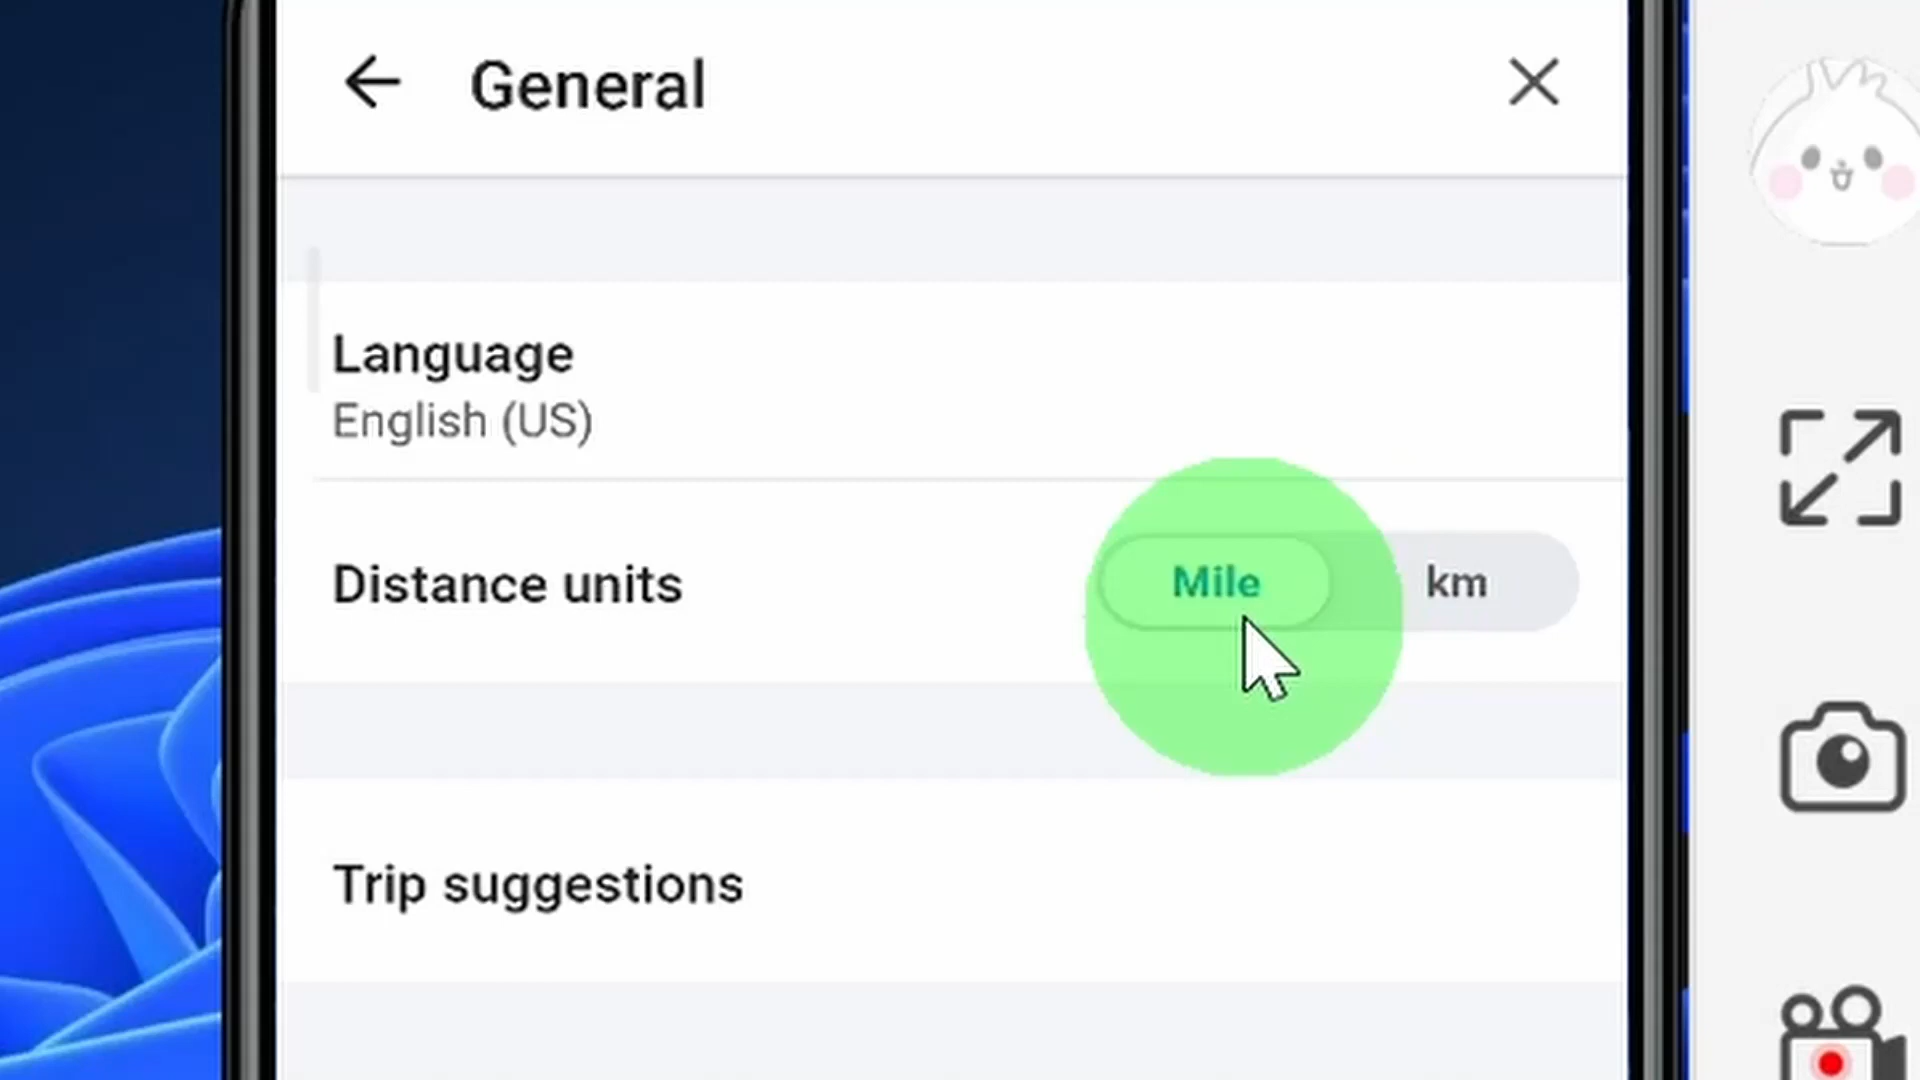 General
Language
English (US)
Distance units
Mile
km
Trip suggestions